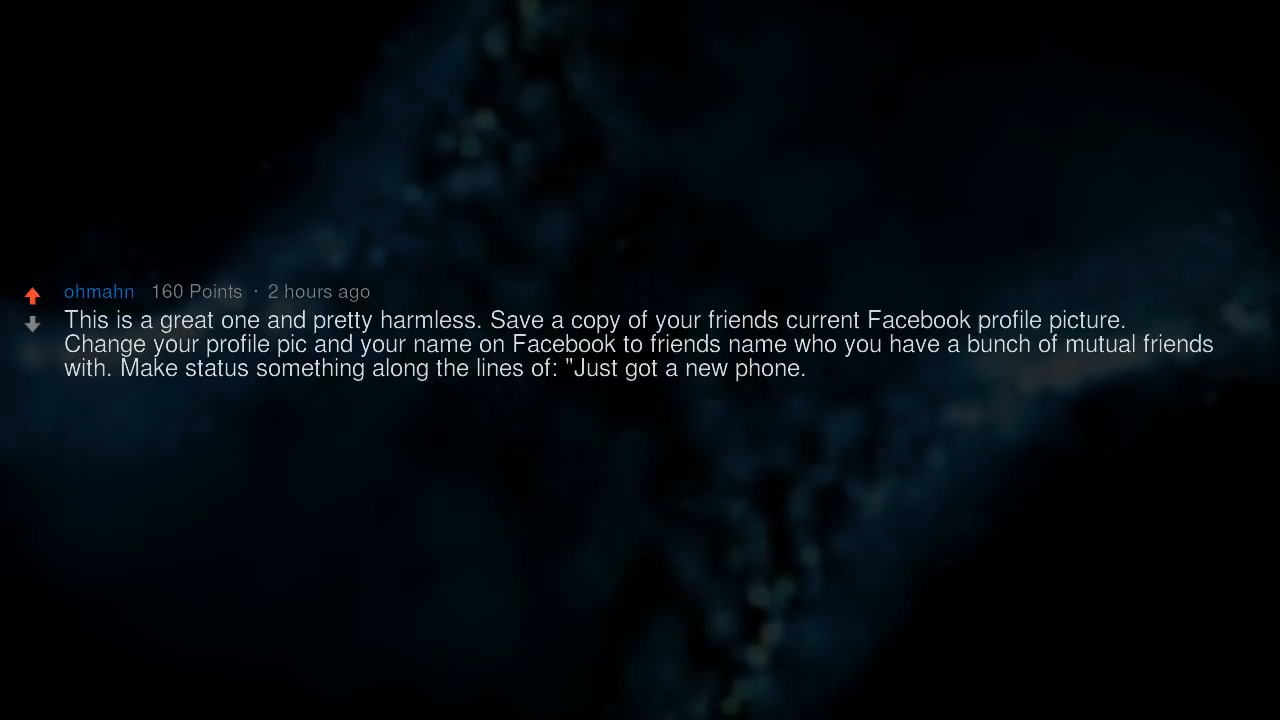 ohmahn 160 Points · 2 hours ago
This is a great one and pretty harmless. Save a copy of your friends current Facebook profile picture.
Change your profile pic and your name on Facebook to friends name who you have a bunch of mutual friends
with. Make status something along the lines of: "Just got a new phone.